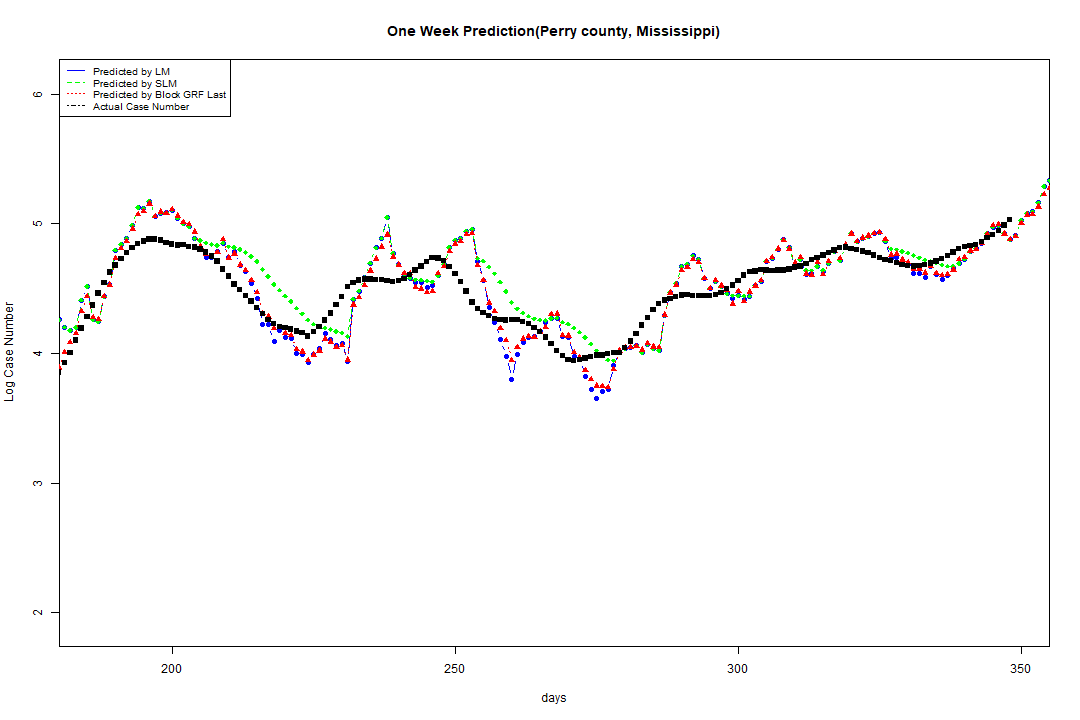 One Week Prediction(Perry county, Mississippi)
Predicted by LM
Predicted by SLM
Predicted by Block GRF Last
Actual Case Number
6
5
4
3
2
Log Case Number
200
250
300
350
days